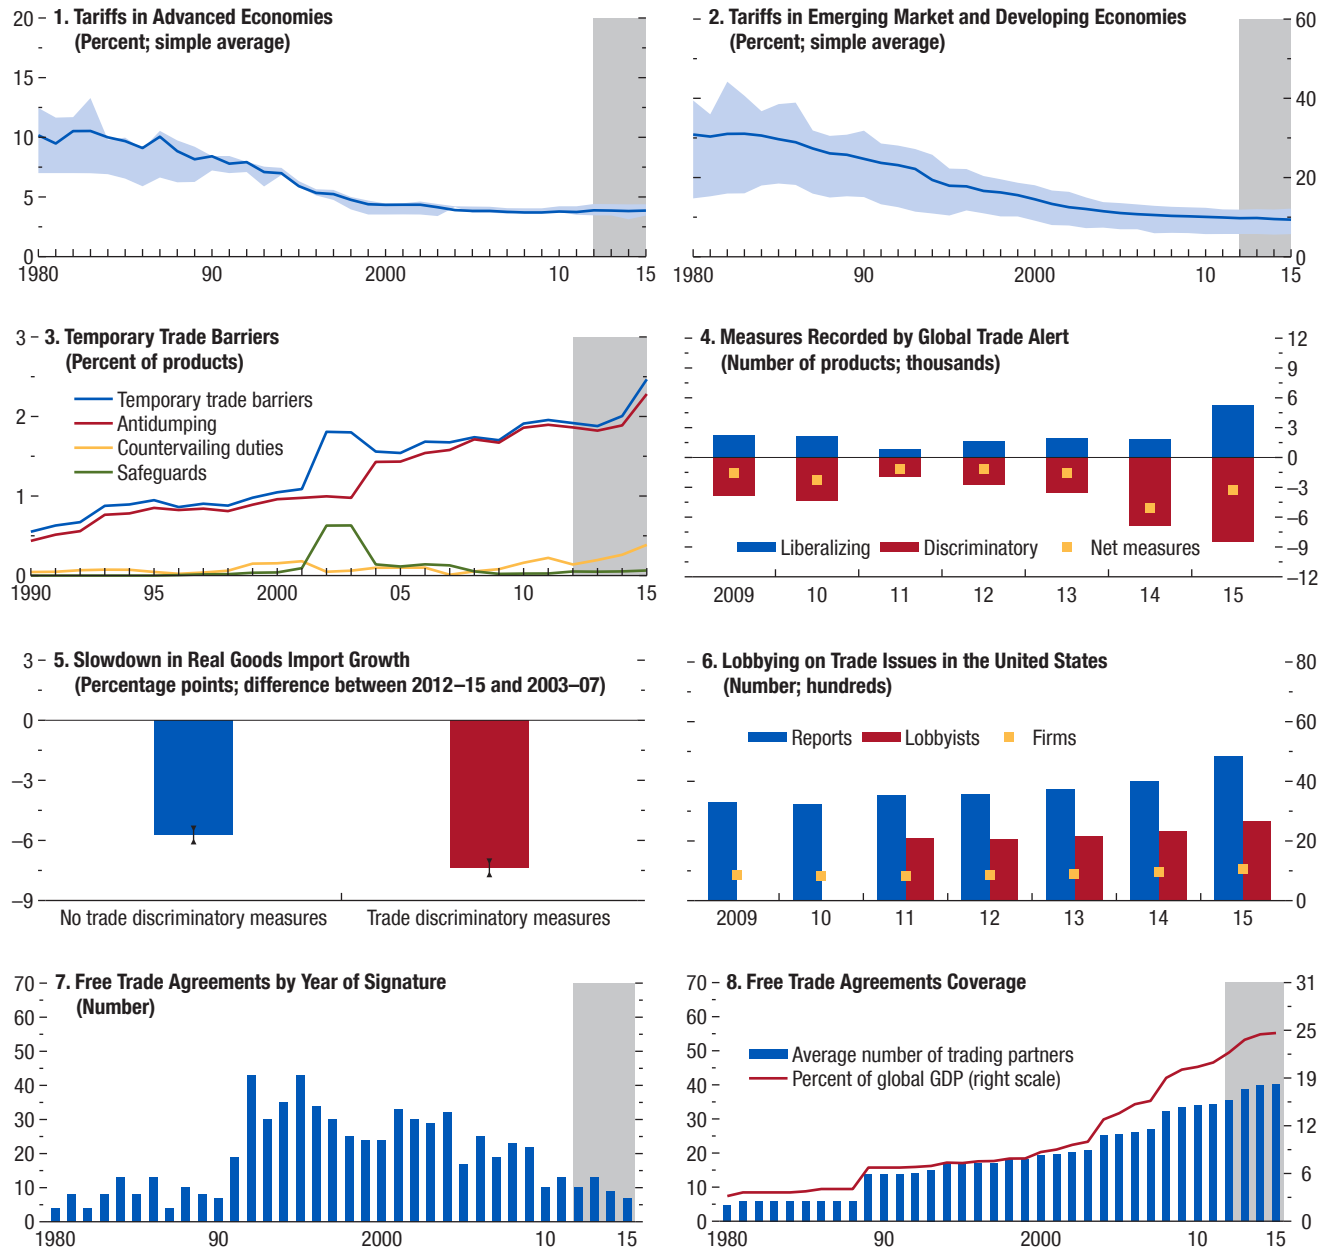 1. Tariffs in Advanced Economies
(Percent; simple average)
20
15
10
5
0
1980 90 2000 10 15
2. Tariffs in Emerging Market and Developing Economies
(Percent; simple average)
60
40
20
0
1980 90 2000 10 15
3. Temporary Trade Barriers
(Percent of products)
3
2
1
0
Temporary trade barriers
Antidumping
Countervailing duties
Safeguards
1990 95 2000 05 10 15
4. Measures Recorded by Global Trade Alert
(Number of products; thousands)
12
9
6
3
0
–3
–6
–9
–12
Liberalizing Discriminatory Net measures
2009 10 11 12 13 14 15
5. Slowdown in Real Goods Import Growth
(Percentage points; difference between 2012–15 and 2003–07)
3
0
–3
–6
–9
No trade discriminatory measures Trade discriminatory measures
6. Lobbying on Trade Issues in the United States
(Number; hundreds)
80
60
40
20
0
Reports Lobbyists Firms
2009 10 11 12 13 14 15
7. Free Trade Agreements by Year of Signature
(Number)
70
60
50
40
30
20
10
0
1980 90 2000 10 15
8. Free Trade Agreements Coverage
70
60
50
40
30
20
10
0
Average number of trading partners
Percent of global GDP (right scale)
31
25
19
12
6
0
1980 90 2000 10 15